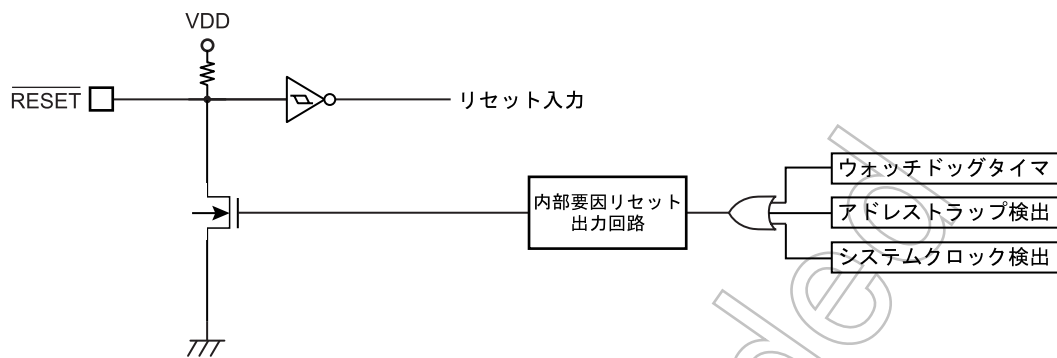 VDD
RESET
リセット入力
ウォッチドッグタイマ
内部要因リセット
出力回路
アドレストラップ検出
システムクロック検出